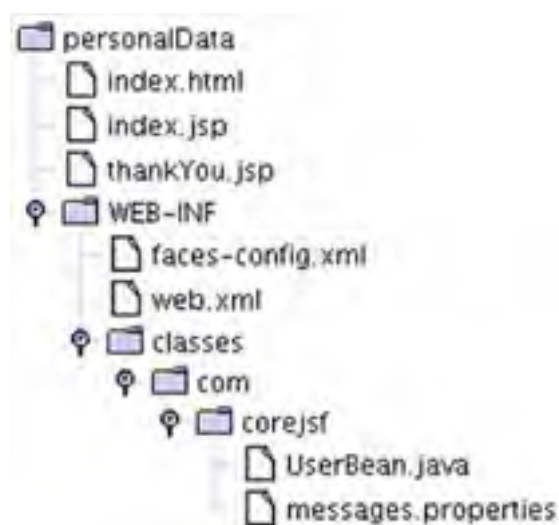 personalData
index.html
index.jsp
thankYou.jsp
WEB-INF
faces-config.xml
web.xml
classes
com
corejsf
UserBean.java
messages.properties